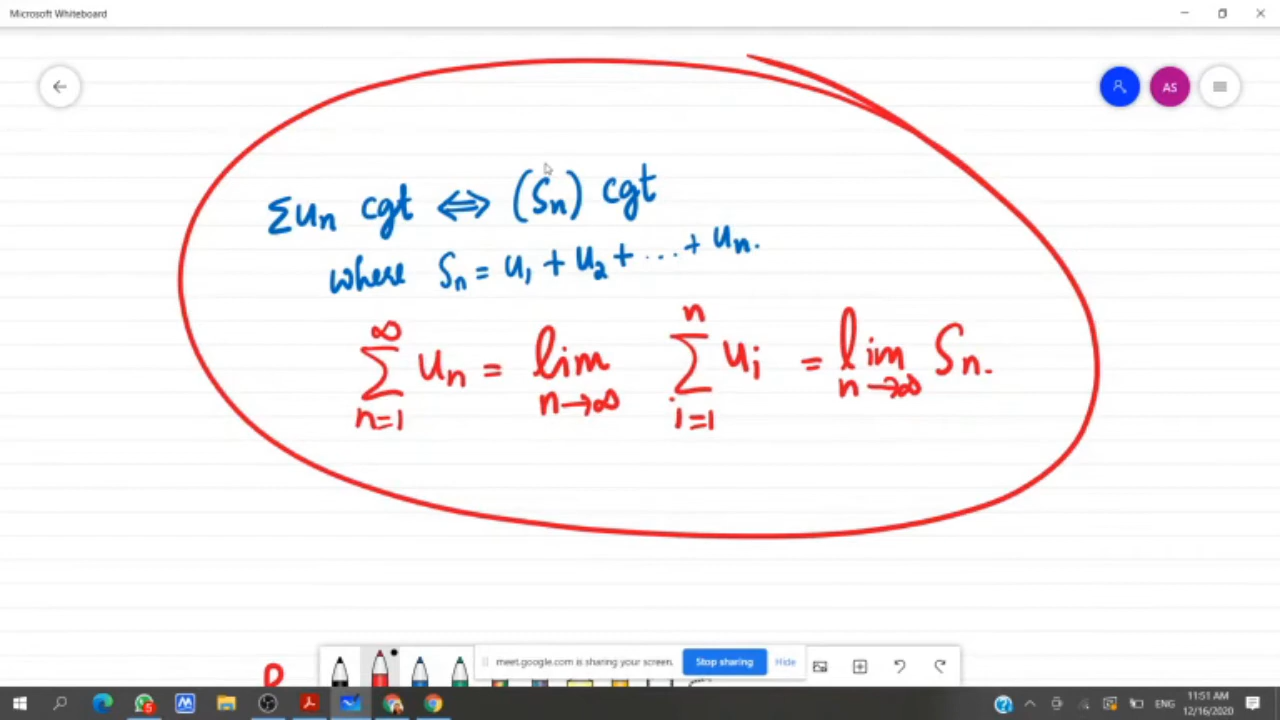 Microsoft Whiteboard
AS
Σun cgt ⇔ (Sn) cgt
where Sn = u1 + u2 + ... + un.
∞ Σ n=1 un = lim n→∞ n Σ i=1 ui = lim n→∞ Sn.
meet.google.com is sharing your screen. Stop sharing Hide
5 ENG 11:51 AM
12/16/2020